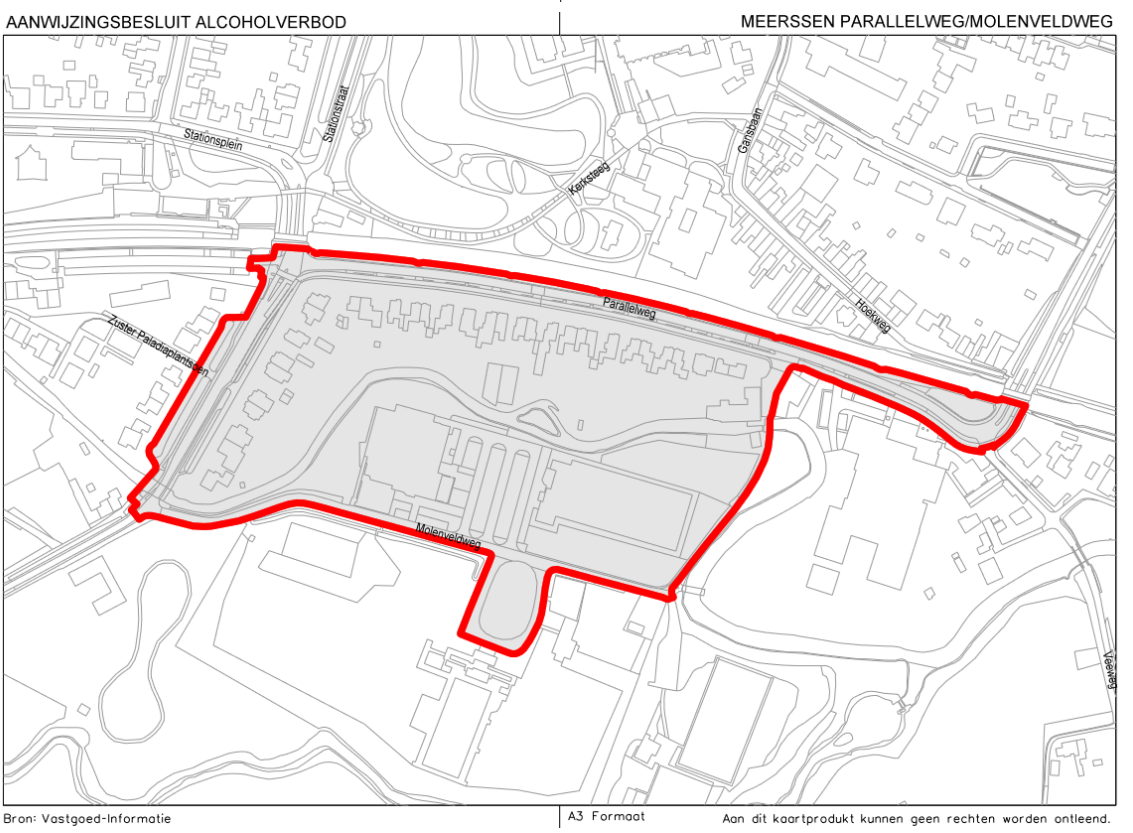 AANWIJZINGSBESLUIT ALCOHOLVERBOD
MEERSSEN PARALLELWEG/MOLENVELDWEG
Stationstraat
Stationsplein
Gansbaan
Kerksteeg
Parallelweg
Hoekweg
Zuster Paladiaplantsoen
Molenveldweg
Veeweg
Bron: Vastgoed-Informatie
A3 Formaat
Aan dit kaartprodukt kunnen geen rechten worden ontleend.